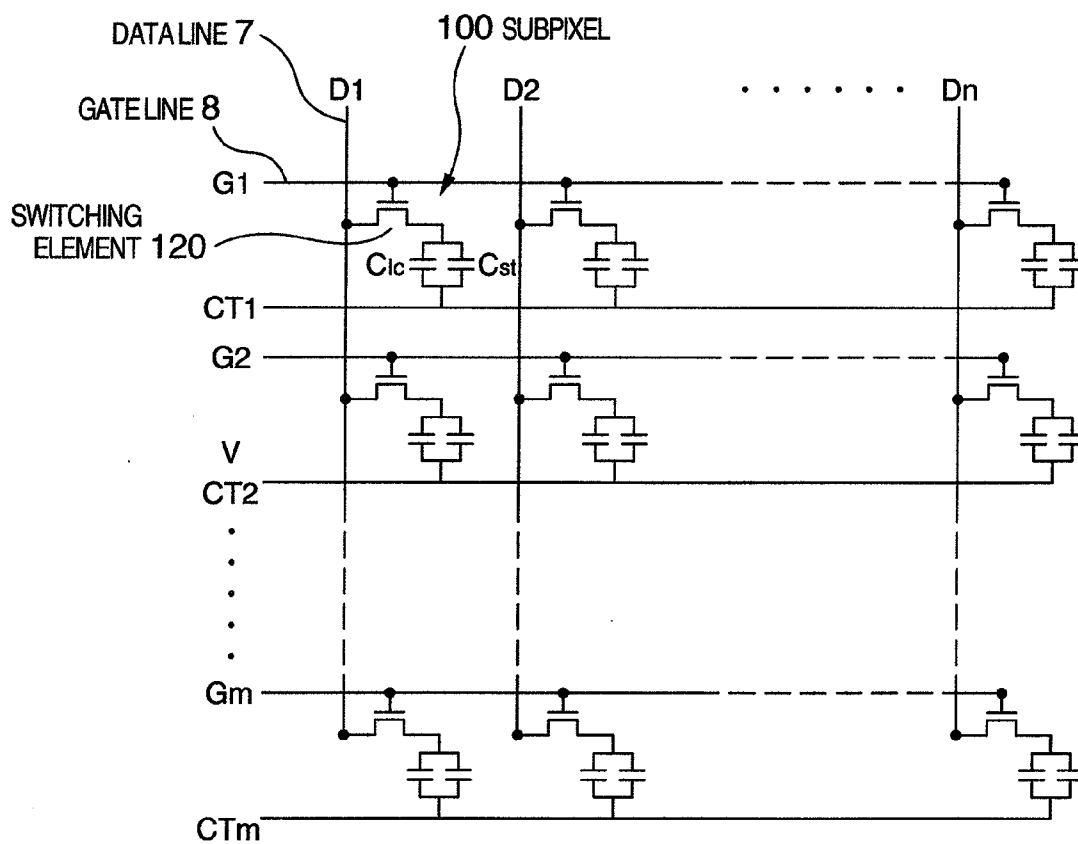 DATA LINE 7
100 SUBPIXEL
D1
D2
· · · · · ·
Dn
GATE LINE 8
G1
SWITCHING
ELEMENT 120
Clc
Cst
CT1
G2
V
CT2
Gm
CTm